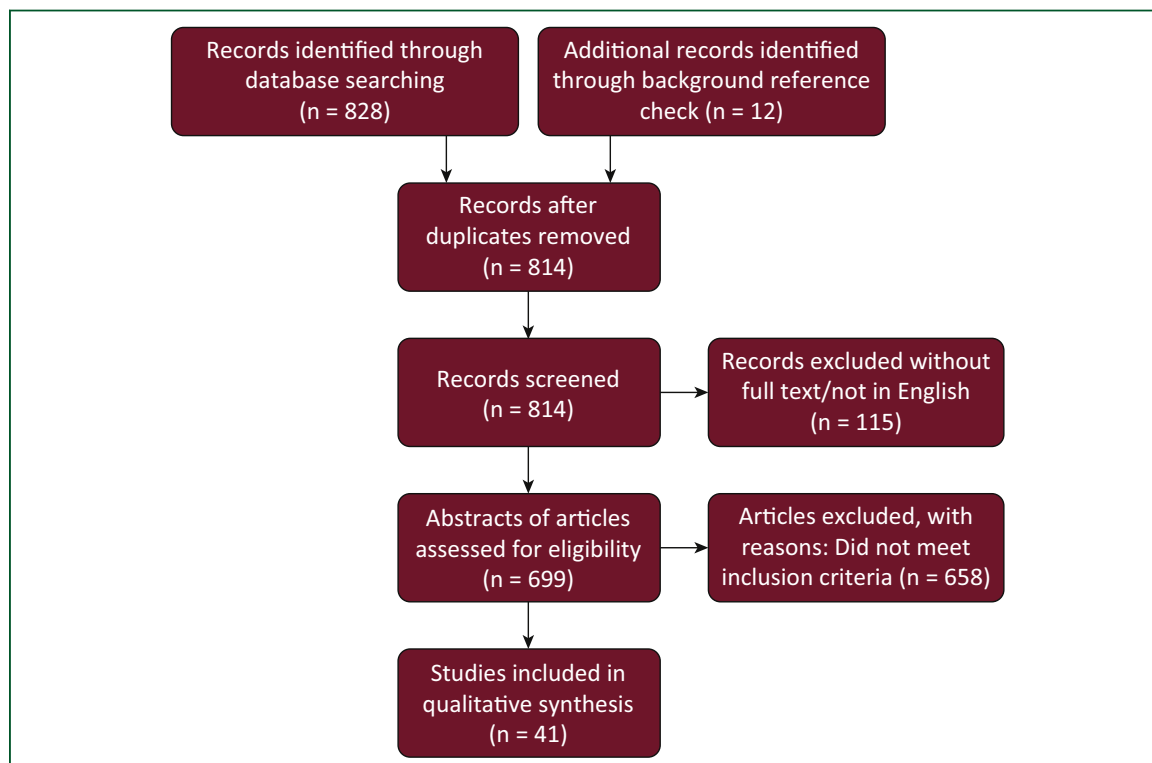 Records identified through
database searching
(n = 828)
Additional records identified
through background reference
check (n = 12)
Records after
duplicates removed
(n = 814)
Records screened
(n = 814)
Records excluded without
full text/not in English
(n = 115)
Abstracts of articles
assessed for eligibility
(n = 699)
Articles excluded, with
reasons: Did not meet
inclusion criteria (n = 658)
Studies included in
qualitative synthesis
(n = 41)